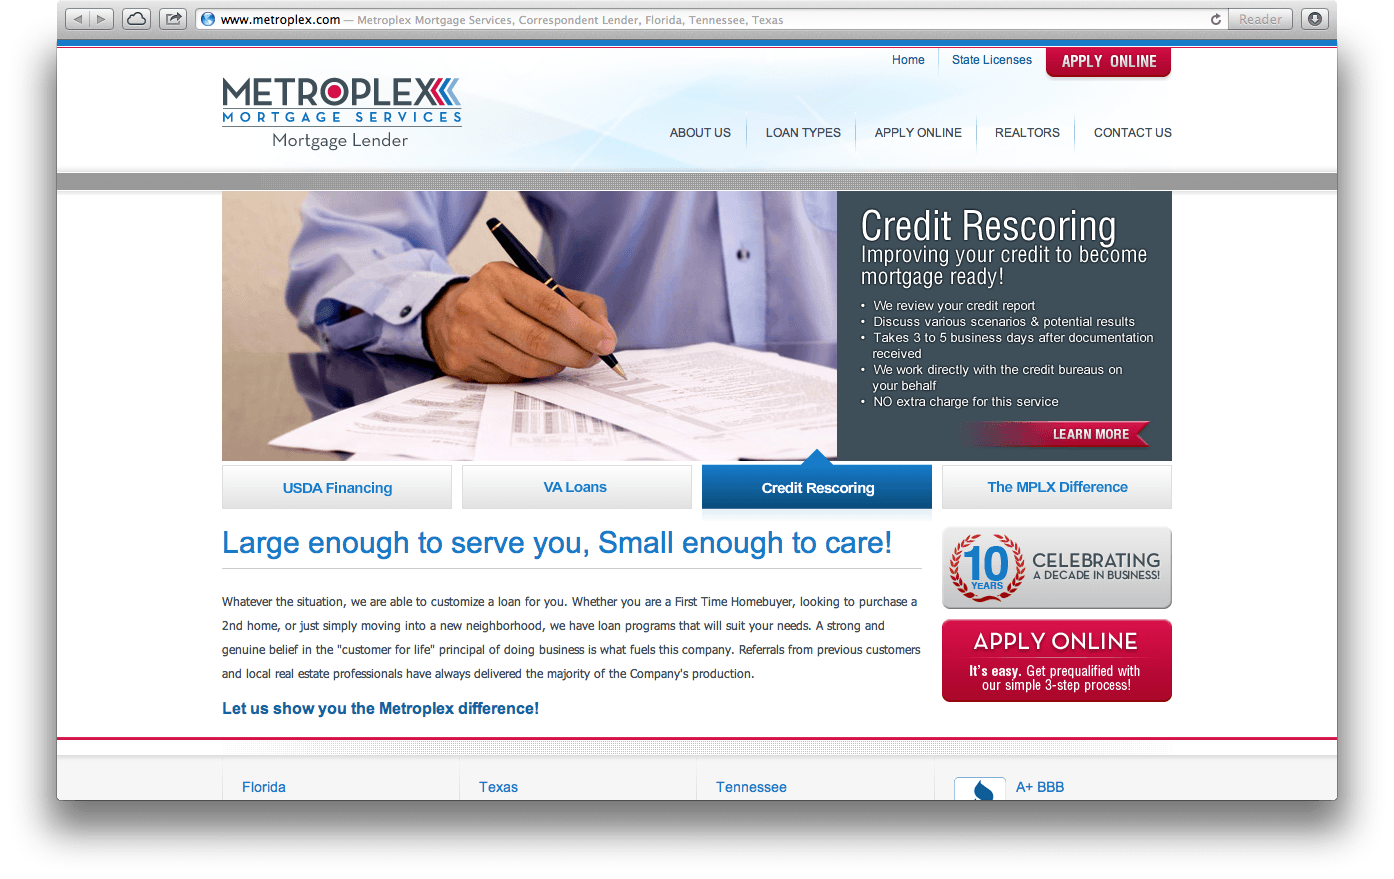 www.metroplex.com — Metroplex Mortgage Services, Correspondent Lender, Florida, Tennessee, Texas
Reader
Home
State Licenses
APPLY ONLINE
METROPLEX
MORTGAGE SERVICES
Mortgage Lender
ABOUT US
LOAN TYPES
APPLY ONLINE
REALTORS
CONTACT US
Credit Rescoring
Improving your credit to become
mortgage ready!
• We review your credit report
• Discuss various scenarios & potential results
• Takes 3 to 5 business days after documentation
received
• We work directly with the credit bureaus on
your behalf
• NO extra charge for this service
LEARN MORE
USDA Financing
VA Loans
Credit Rescoring
The MPLX Difference
Large enough to serve you, Small enough to care!
Whatever the situation, we are able to customize a loan for you. Whether you are a First Time Homebuyer, looking to purchase a
2nd home, or just simply moving into a new neighborhood, we have loan programs that will suit your needs. A strong and
genuine belief in the "customer for life" principal of doing business is what fuels this company. Referrals from previous customers
and local real estate professionals have always delivered the majority of the Company's production.
Let us show you the Metroplex difference!
10
YEARS
CELEBRATING
A DECADE IN BUSINESS!
APPLY ONLINE
It's easy. Get prequalified with
our simple 3-step process!
Florida
Texas
Tennessee
A+ BBB